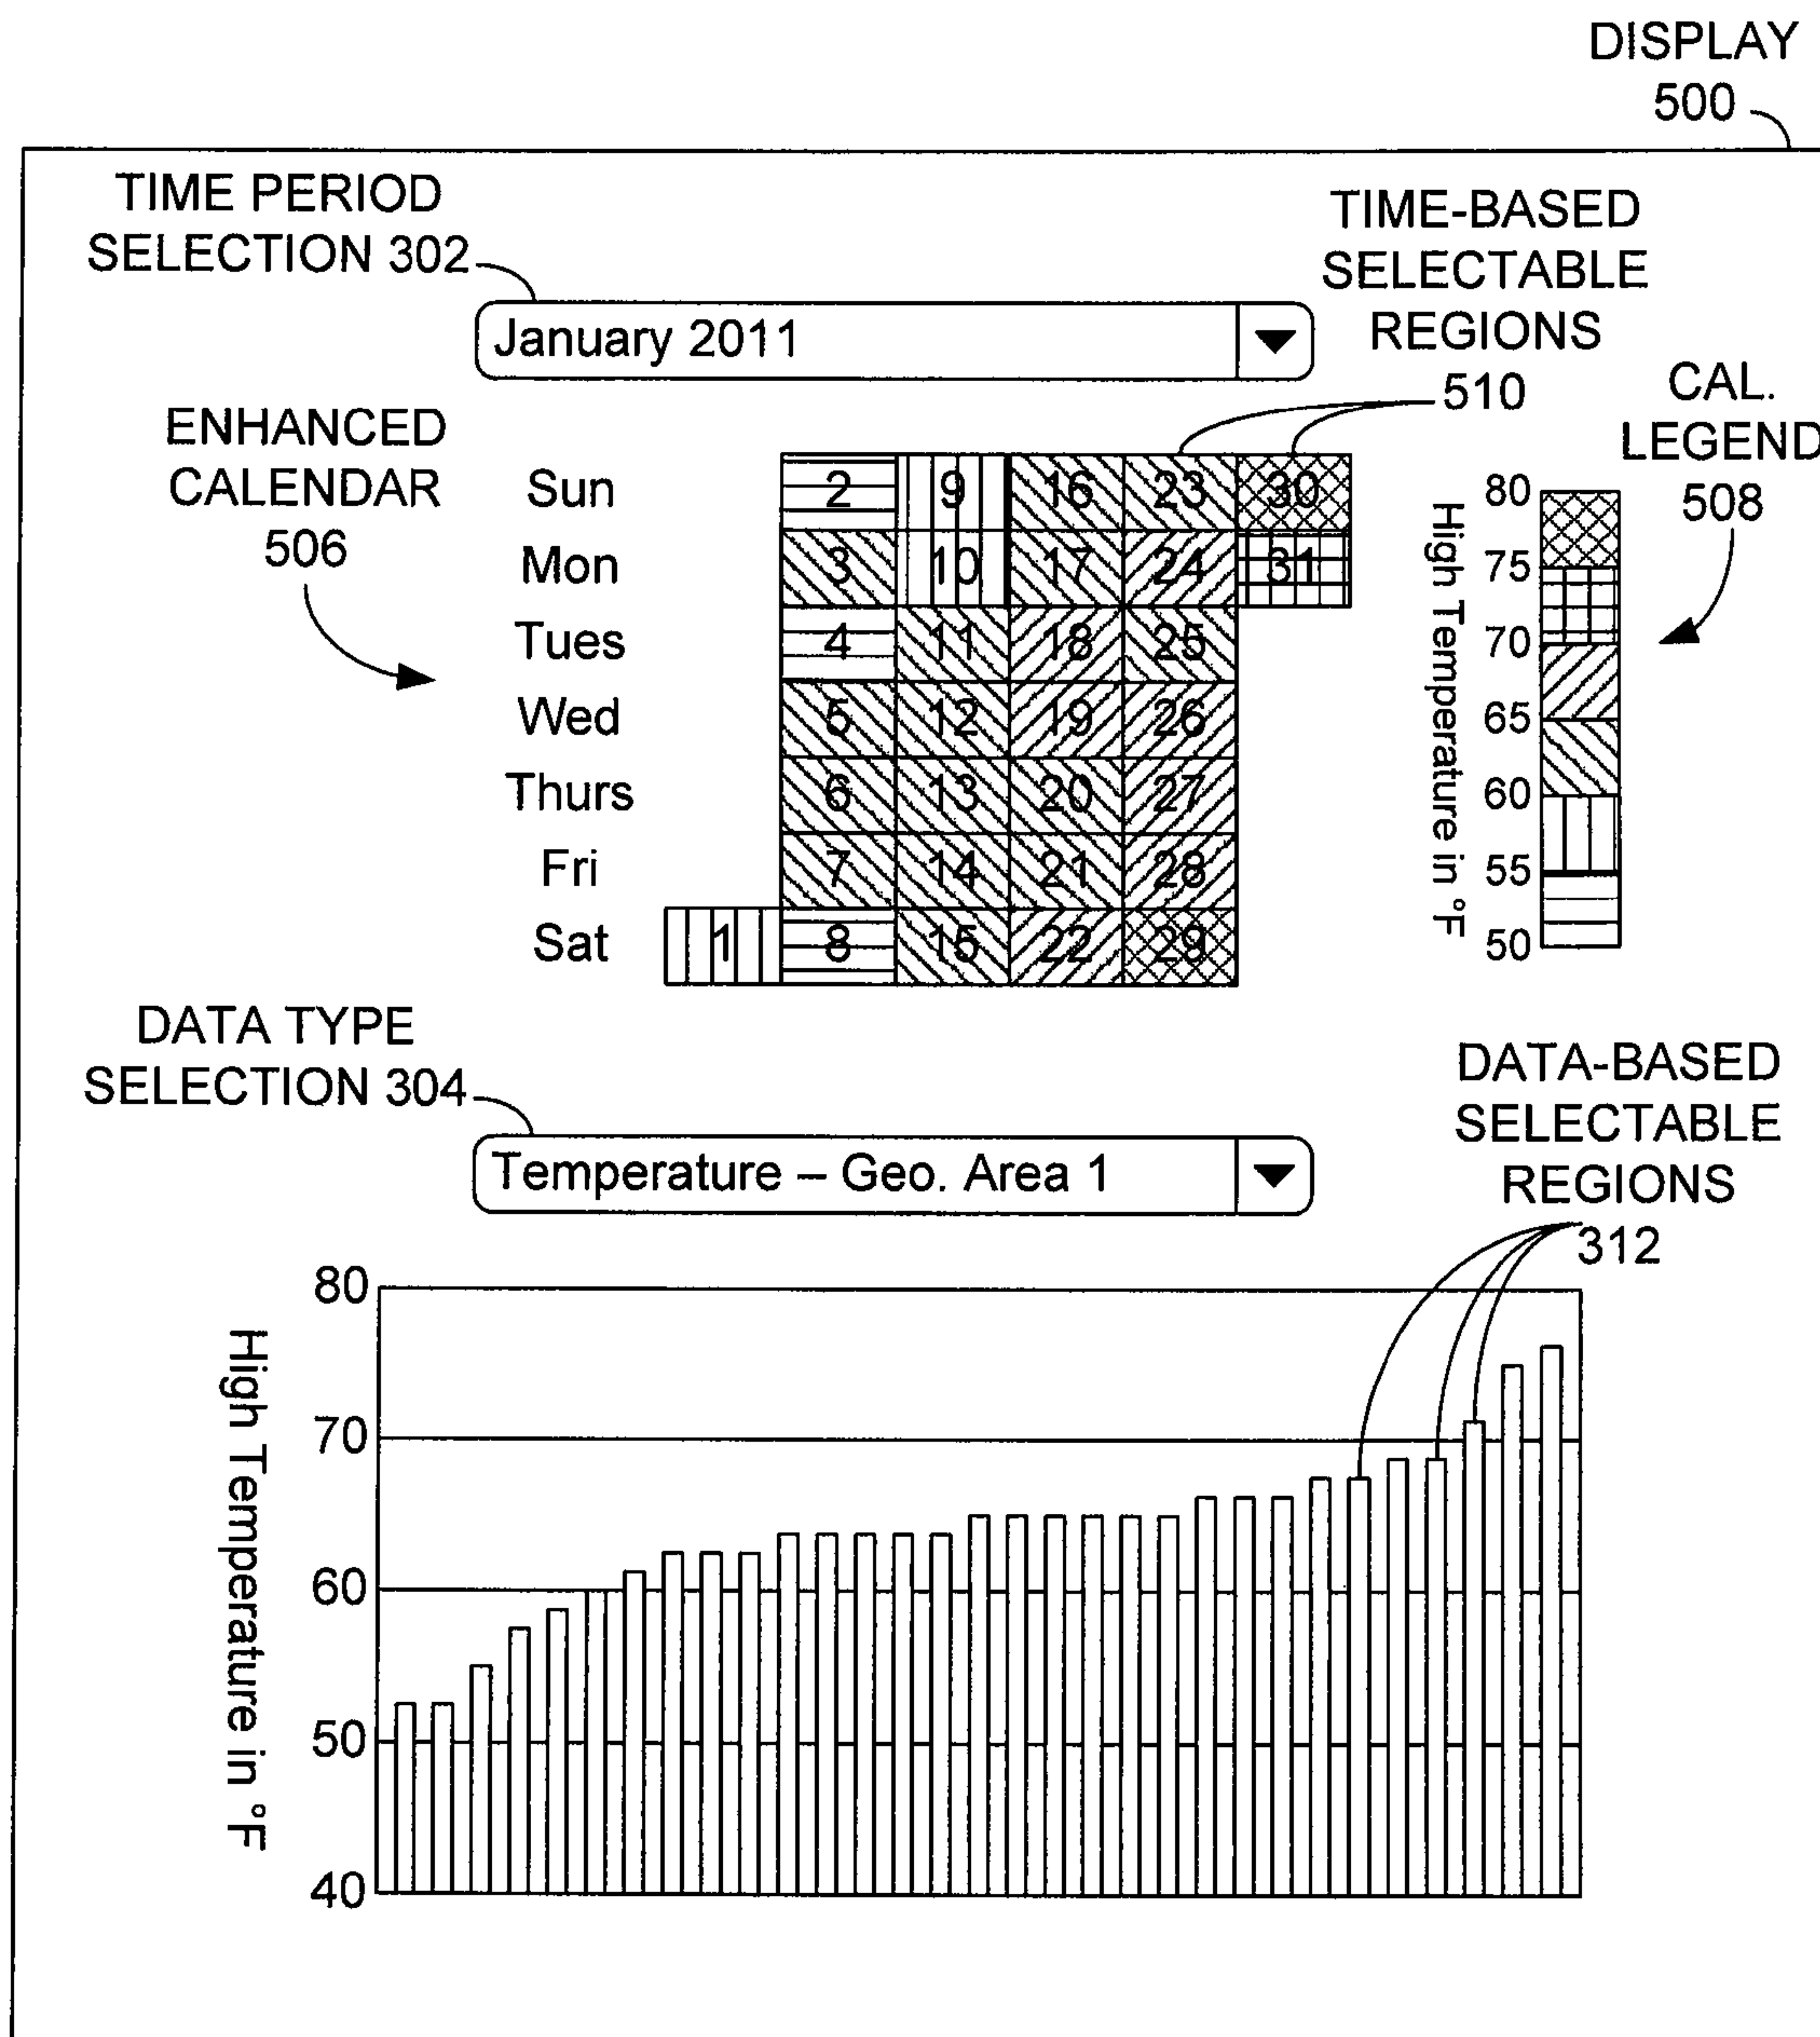 DISPLAY
500
TIME PERIOD
SELECTION 302
January 2011
TIME-BASED
SELECTABLE
REGIONS
510
ENHANCED
CALENDAR
506
CAL.
LEGEND
508
Sun 2 9 16 23 30
Mon 3 10 17 24 31
Tues 4 11 18 25
Wed 5 12 19 26
Thurs 6 13 20 27
Fri 7 14 21 28
Sat 1 8 15 22 29
High Temperature in °F
80
75
70
65
60
55
50
DATA TYPE
SELECTION 304
Temperature – Geo. Area 1
DATA-BASED
SELECTABLE
REGIONS
312
High Temperature in °F
80
70
60
50
40